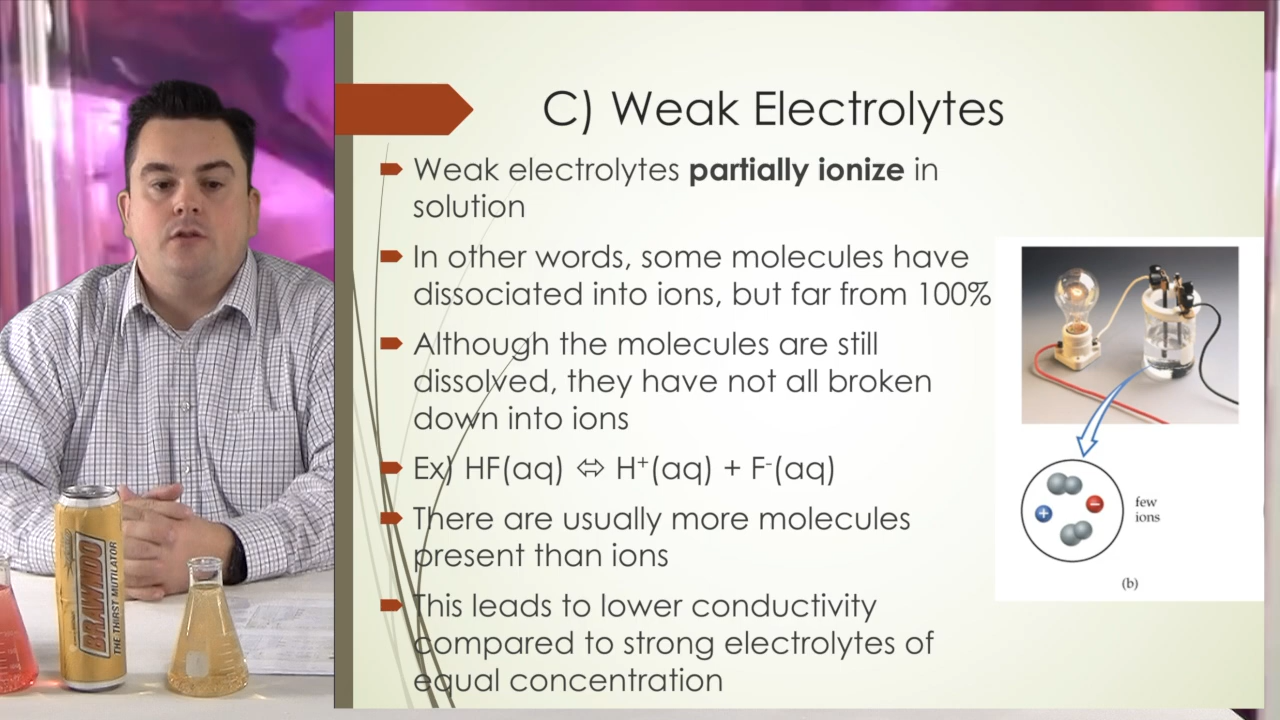 C) Weak Electrolytes
Weak electrolytes partially ionize in
solution
In other words, some molecules have
dissociated into ions, but far from 100%
Although the molecules are still
dissolved, they have not all broken
down into ions
Ex) HF(aq) ⬄ H⁺(aq) + F⁻(aq)
There are usually more molecules
present than ions
This leads to lower conductivity
compared to strong electrolytes of
equal concentration
+
−
few
ions
(b)
BRAWNDO
THE THIRST MUTILATOR